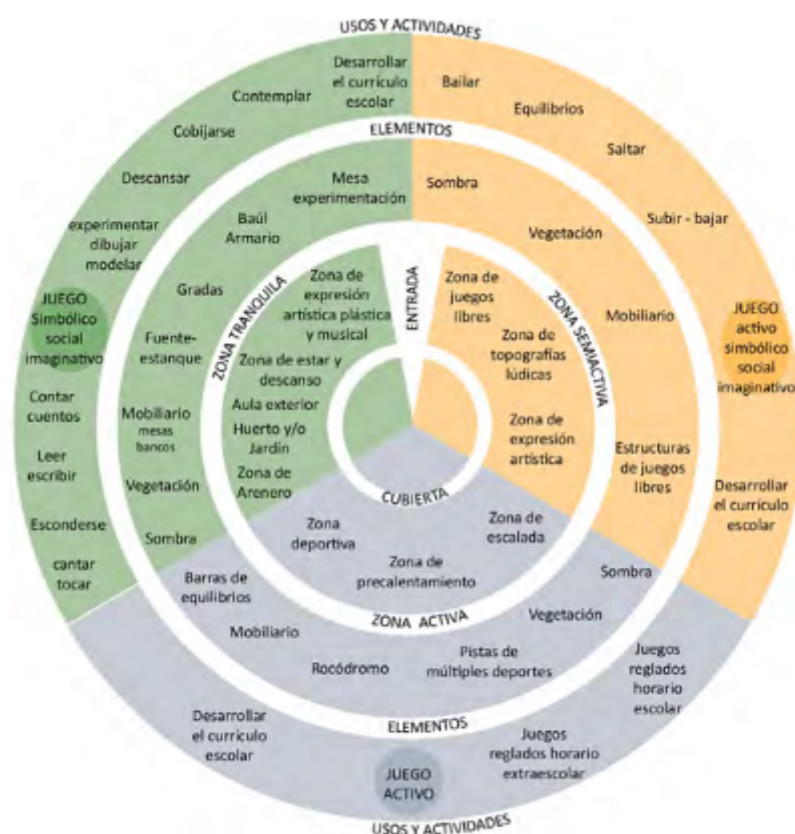 USOS Y ACTIVIDADES
Desarrollar
el currículo
escolar
Contemplar
Cobijarse
Descansar
experimentar
dibujar
modelar
JUEGO
Simbólico
social
imaginativo
Contar
cuentos
Leer
escribir
Esconderse
cantar
tocar
Bailar
Equilibrios
Saltar
Subir - bajar
JUEGO
activo
simbólico
social
imaginativo
Desarrollar
el currículo
escolar
ELEMENTOS
Mesa
experimentación
Baúl
Armario
Gradas
Fuente-
estanque
Mobiliario
mesas
bancos
Vegetación
Sombra
Sombra
Vegetación
Mobiliario
Estructuras
de juegos
libres
ZONA TRANQUILA
ENTRADA
ZONA SEMIACTIVA
Zona de
expresión
artística plástica
y musical
Zona de estar y
descanso
Aula exterior
Huerto y/o
Jardín
Zona de
Arenero
Zona de
juegos
libres
Zona de
topografías
lúdicas
Zona de
expresión
artística
CUBIERTA
Zona
deportiva
Zona de
precalentamiento
Zona de
escalada
ZONA ACTIVA
Barras de
equilibrios
Mobiliario
Rocódromo
Pistas de
múltiples deportes
Vegetación
Sombra
ELEMENTOS
Desarrollar
el currículo
escolar
JUEGO
ACTIVO
Juegos
reglados horario
extraescolar
Juegos
reglados
horario
escolar
USOS Y ACTIVIDADES